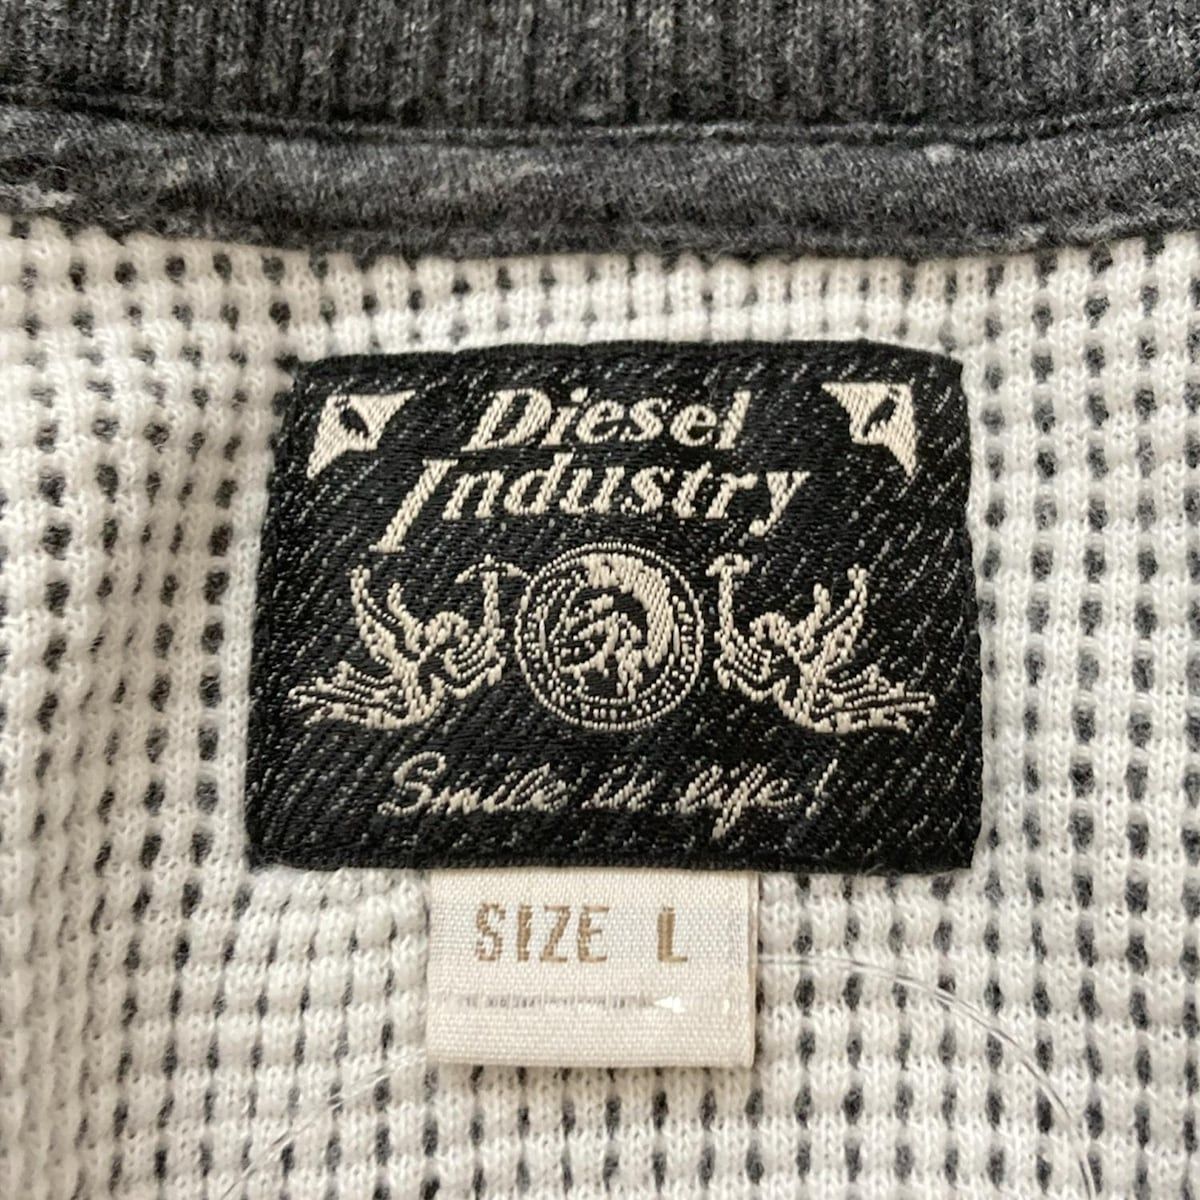 Diesel
Industry
Smile in life!
SIZE L